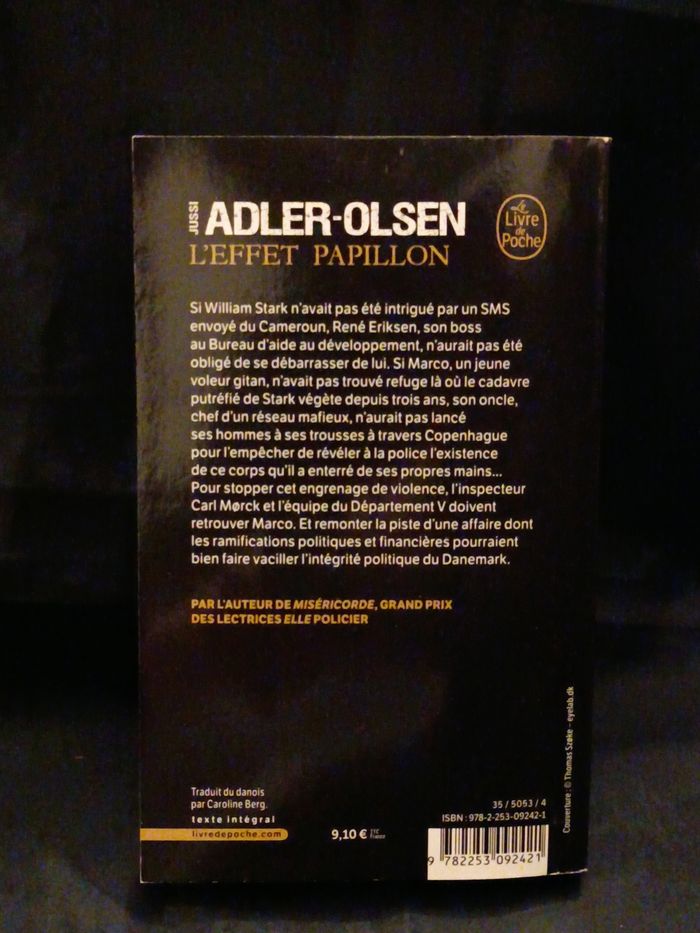 JUSSI
ADLER-OLSEN
L'EFFET PAPILLON
Le
Livre
de
Poche
Si William Stark n'avait pas été intrigué par un SMS
envoyé du Cameroun, René Eriksen, son boss
au Bureau d'aide au développement, n'aurait pas été
obligé de se débarrasser de lui. Si Marco, un jeune
voleur gitan, n'avait pas trouvé refuge là où le cadavre
putréfié de Stark végète depuis trois ans, son oncle,
chef d'un réseau mafieux, n'aurait pas lancé
ses hommes à ses trousses à travers Copenhague
pour l'empêcher de révéler à la police l'existence
de ce corps qu'il a enterré de ses propres mains...
Pour stopper cet engrenage de violence, l'inspecteur
Carl Mørck et l'équipe du Département V doivent
retrouver Marco. Et remonter la piste d'une affaire dont
les ramifications politiques et financières pourraient
bien faire vaciller l'intégrité politique du Danemark.
PAR L'AUTEUR DE MISÉRICORDE, GRAND PRIX
DES LECTRICES ELLE POLICIER
Couverture : © Thomas Szøke – eyelab.dk
Traduit du danois
par Caroline Berg.
texte intégral
livredepoche.com
9,10 €
35 / 5053 / 4
ISBN : 978-2-253-09242-1
9 782253 092421